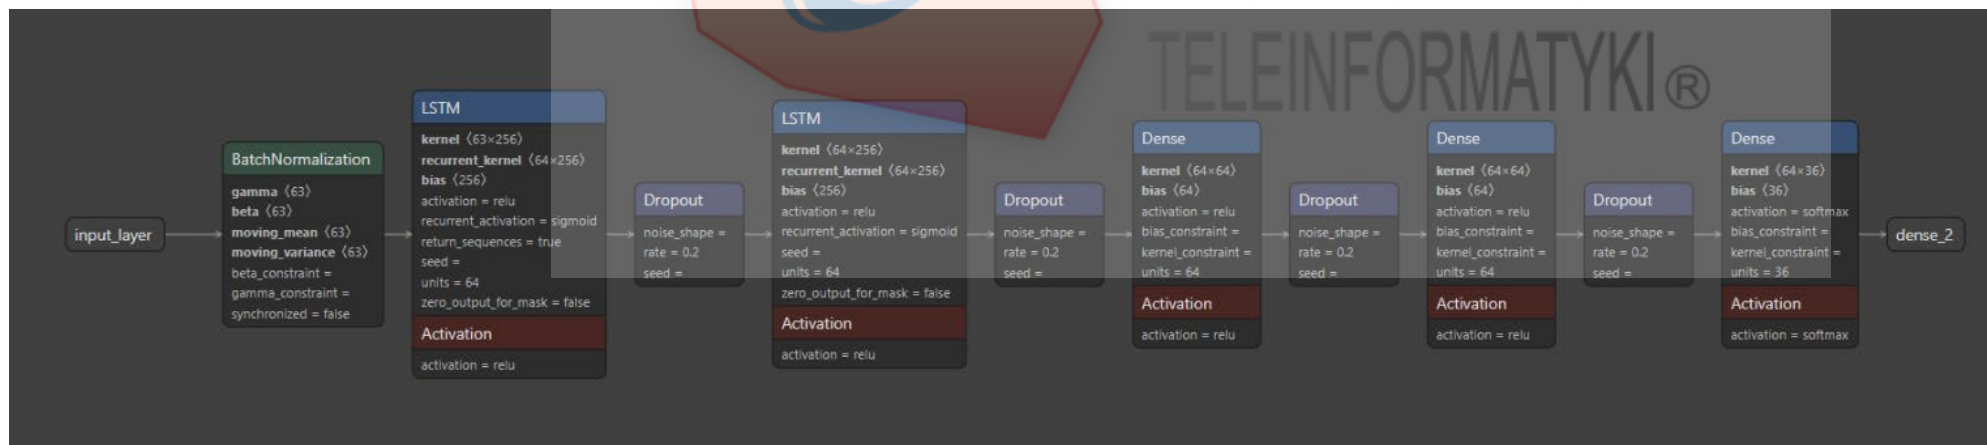 TELEINFORMATYKI®
input_layer
BatchNormalization
gamma ⟨63⟩
beta ⟨63⟩
moving_mean ⟨63⟩
moving_variance ⟨63⟩
beta_constraint =
gamma_constraint =
synchronized = false
LSTM
kernel ⟨63×256⟩
recurrent_kernel ⟨64×256⟩
bias ⟨256⟩
activation = relu
recurrent_activation = sigmoid
return_sequences = true
seed =
units = 64
zero_output_for_mask = false
Activation
activation = relu
Dropout
noise_shape =
rate = 0.2
seed =
LSTM
kernel ⟨64×256⟩
recurrent_kernel ⟨64×256⟩
bias ⟨256⟩
activation = relu
recurrent_activation = sigmoid
seed =
units = 64
zero_output_for_mask = false
Activation
activation = relu
Dropout
noise_shape =
rate = 0.2
seed =
Dense
kernel ⟨64×64⟩
bias ⟨64⟩
activation = relu
bias_constraint =
kernel_constraint =
units = 64
Activation
activation = relu
Dropout
noise_shape =
rate = 0.2
seed =
Dense
kernel ⟨64×64⟩
bias ⟨64⟩
activation = relu
bias_constraint =
kernel_constraint =
units = 64
Activation
activation = relu
Dropout
noise_shape =
rate = 0.2
seed =
Dense
kernel ⟨64×36⟩
bias ⟨36⟩
activation = softmax
bias_constraint =
kernel_constraint =
units = 36
Activation
activation = softmax
dense_2